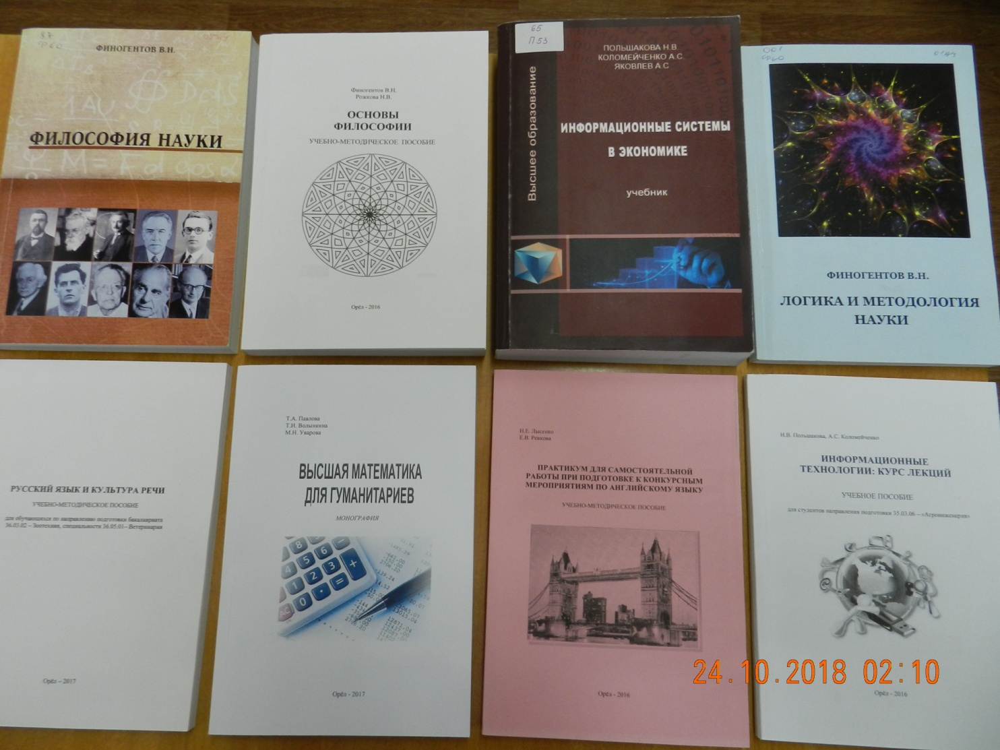 ФИНОГЕНТОВ В.Н.
ФИЛОСОФИЯ НАУКИ
Финогентов В.Н.
Рожкова Н.В.
ОСНОВЫ
ФИЛОСОФИИ
УЧЕБНО-МЕТОДИЧЕСКОЕ ПОСОБИЕ
Орёл - 2016
65
П 53
ПОЛЬШАКОВА Н.В.
КОЛОМЕЙЧЕНКО А.С.
ЯКОВЛЕВ А.С
Высшее образование
ИНФОРМАЦИОННЫЕ СИСТЕМЫ
В ЭКОНОМИКЕ
учебник
ФИНОГЕНТОВ В.Н.
ЛОГИКА И МЕТОДОЛОГИЯ
НАУКИ
РУССКИЙ ЯЗЫК И КУЛЬТУРА РЕЧИ
УЧЕБНО-МЕТОДИЧЕСКОЕ ПОСОБИЕ
для обучающихся по направлению подготовки бакалавриата
36.03.02 – Зоотехния, специальности 36.05.01– Ветеринария
Орёл – 2017
Т.А. Павлова
Т.И. Волынкина
М.Н. Уварова
ВЫСШАЯ МАТЕМАТИКА
ДЛЯ ГУМАНИТАРИЕВ
МОНОГРАФИЯ
Орёл - 2017
Н.Е. Лысенко
Е.В. Ревкова
ПРАКТИКУМ ДЛЯ САМОСТОЯТЕЛЬНОЙ
РАБОТЫ ПРИ ПОДГОТОВКЕ К КОНКУРСНЫМ
МЕРОПРИЯТИЯМ ПО АНГЛИЙСКОМУ ЯЗЫКУ
УЧЕБНО-МЕТОДИЧЕСКОЕ ПОСОБИЕ
Орёл - 2016
Н.В. Польшакова, А.С. Коломейченко
ИНФОРМАЦИОННЫЕ
ТЕХНОЛОГИИ: КУРС ЛЕКЦИЙ
УЧЕБНОЕ ПОСОБИЕ
для студентов направления подготовки 35.03.06 – «Агроинженерия»
Орёл - 2016
24.10.2018 02:10